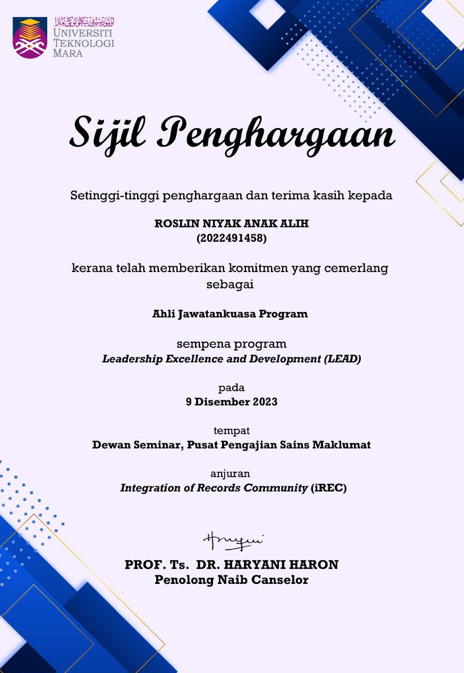 UNIVERSITI
TEKNOLOGI
MARA
Sijil Penghargaan
Setinggi-tinggi penghargaan dan terima kasih kepada
ROSLIN NIYAK ANAK ALIH
(2022491458)
kerana telah memberikan komitmen yang cemerlang
sebagai
Ahli Jawatankuasa Program
sempena program
Leadership Excellence and Development (LEAD)
pada
9 Disember 2023
tempat
Dewan Seminar, Pusat Pengajian Sains Maklumat
anjuran
Integration of Records Community (iREC)
PROF. Ts. DR. HARYANI HARON
Penolong Naib Canselor